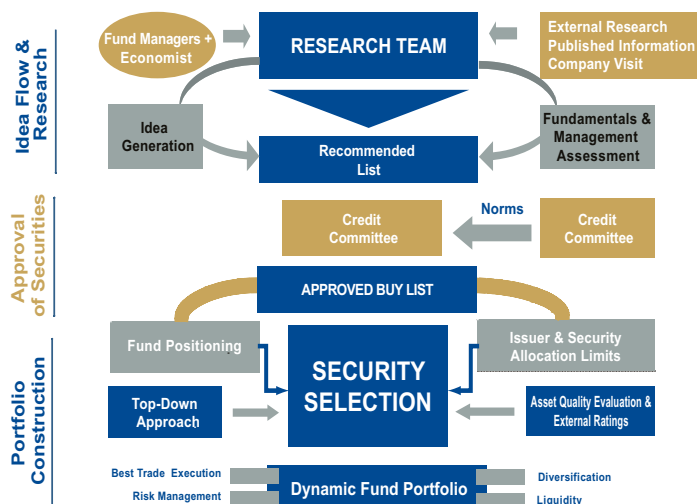 Idea Flow &
Research
Fund Managers +
Economist
RESEARCH TEAM
External Research
Published Information
Company Visit
Idea
Generation
Fundamentals &
Management
Assessment
Recommended
List
Approval
of Securities
Credit
Committee
Norms
Credit
Committee
APPROVED BUY LIST
Portfolio
Construction
Fund Positioning
Issuer & Security
Allocation Limits
SECURITY
SELECTION
Top-Down
Approach
Asset Quality Evaluation &
External Ratings
Best Trade Execution
Risk Management
Dynamic Fund Portfolio
Diversification
Liquidity